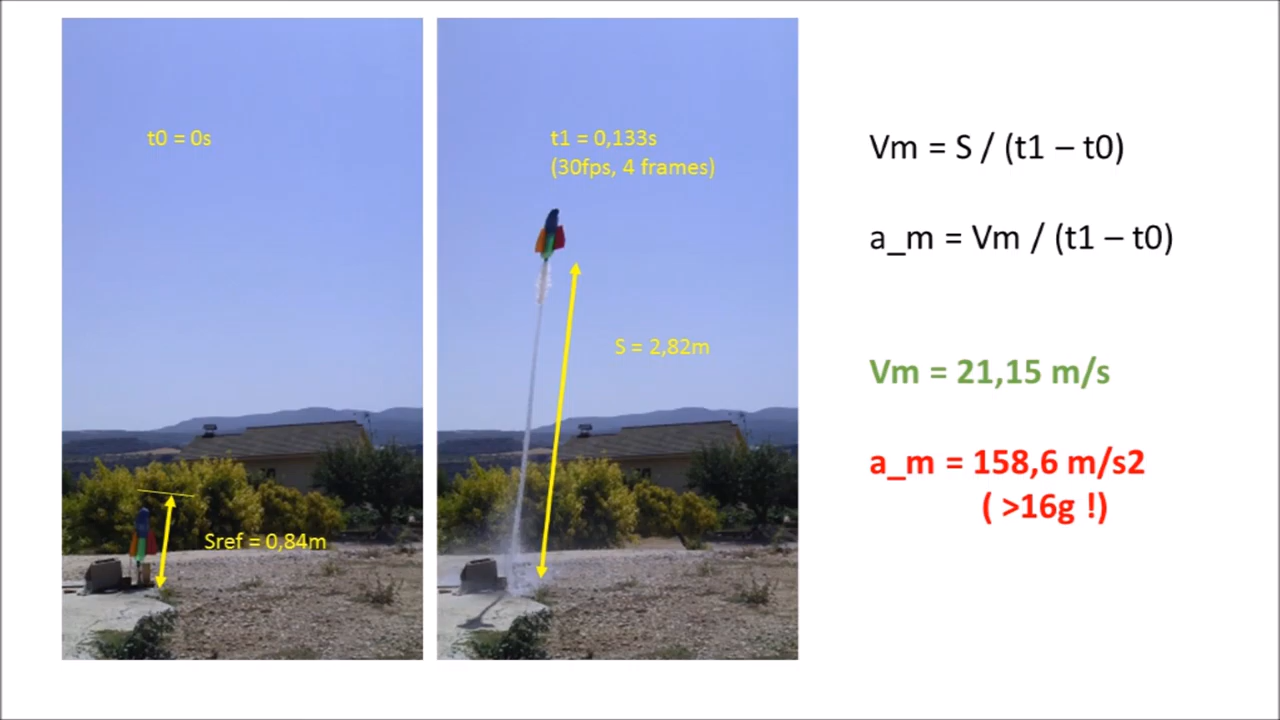 t0 = 0s
Sref = 0,84m
t1 = 0,133s
(30fps, 4 frames)
S = 2,82m
Vm = S / (t1 – t0)
a_m = Vm / (t1 – t0)
Vm = 21,15 m/s
a_m = 158,6 m/s2
( >16g !)